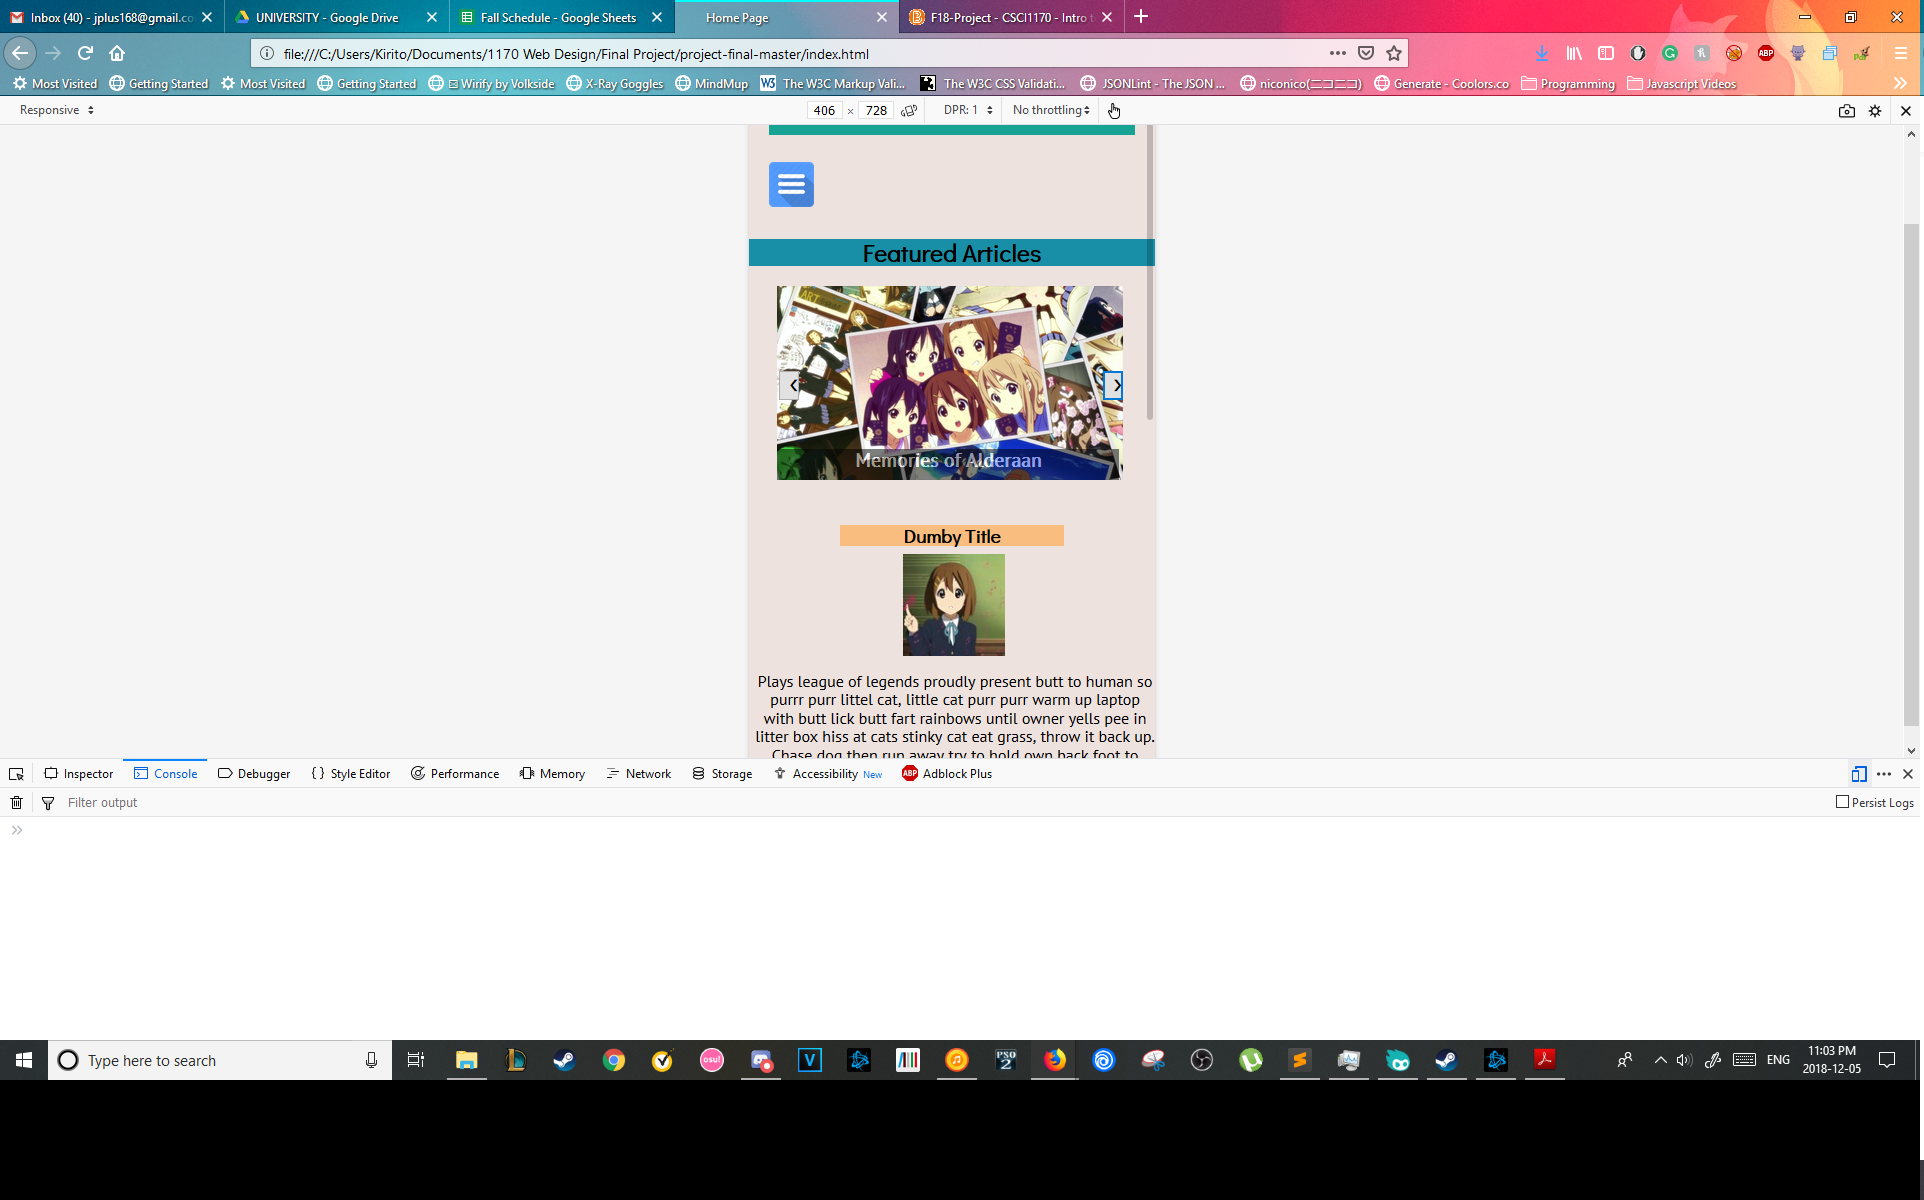 Inbox (40) - jplus168@gmail.co
UNIVERSITY - Google Drive
Fall Schedule - Google Sheets
Home Page
F18-Project - CSCI1170 - Intro t
file:///C:/Users/Kirito/Documents/1170 Web Design/Final Project/project-final-master/index.html
Most Visited
Getting Started
Most Visited
Getting Started
Wirify by Volkside
X-Ray Goggles
MindMup
The W3C Markup Vali...
The W3C CSS Validati...
JSONLint - The JSON ...
niconico(ニコニコ)
Generate - Coolors.co
Programming
Javascript Videos
Responsive
406 × 728
DPR: 1
No throttling
Featured Articles
ART
Memories of Alderaan
Dumby Title
Plays league of legends proudly present butt to human so
purrr purr littel cat, little cat purr purr warm up laptop
with butt lick butt fart rainbows until owner yells pee in
litter box hiss at cats stinky cat eat grass, throw it back up.
Chase dog then run away try to hold own back foot to
Inspector
Console
Debugger
Style Editor
Performance
Memory
Network
Storage
Accessibility New
ABP Adblock Plus
Filter output
Persist Logs
Type here to search
osu!
PSO
2
ENG
11:03 PM
2018-12-05